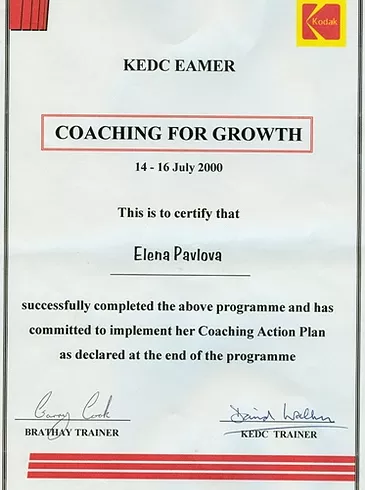 Kodak
KEDC EAMER
COACHING FOR GROWTH
14 - 16 July 2000
This is to certify that
Elena Pavlova
successfully completed the above programme and has
committed to implement her Coaching Action Plan
as declared at the end of the programme
Garry Cook David Walker
BRATHAY TRAINER KEDC TRAINER